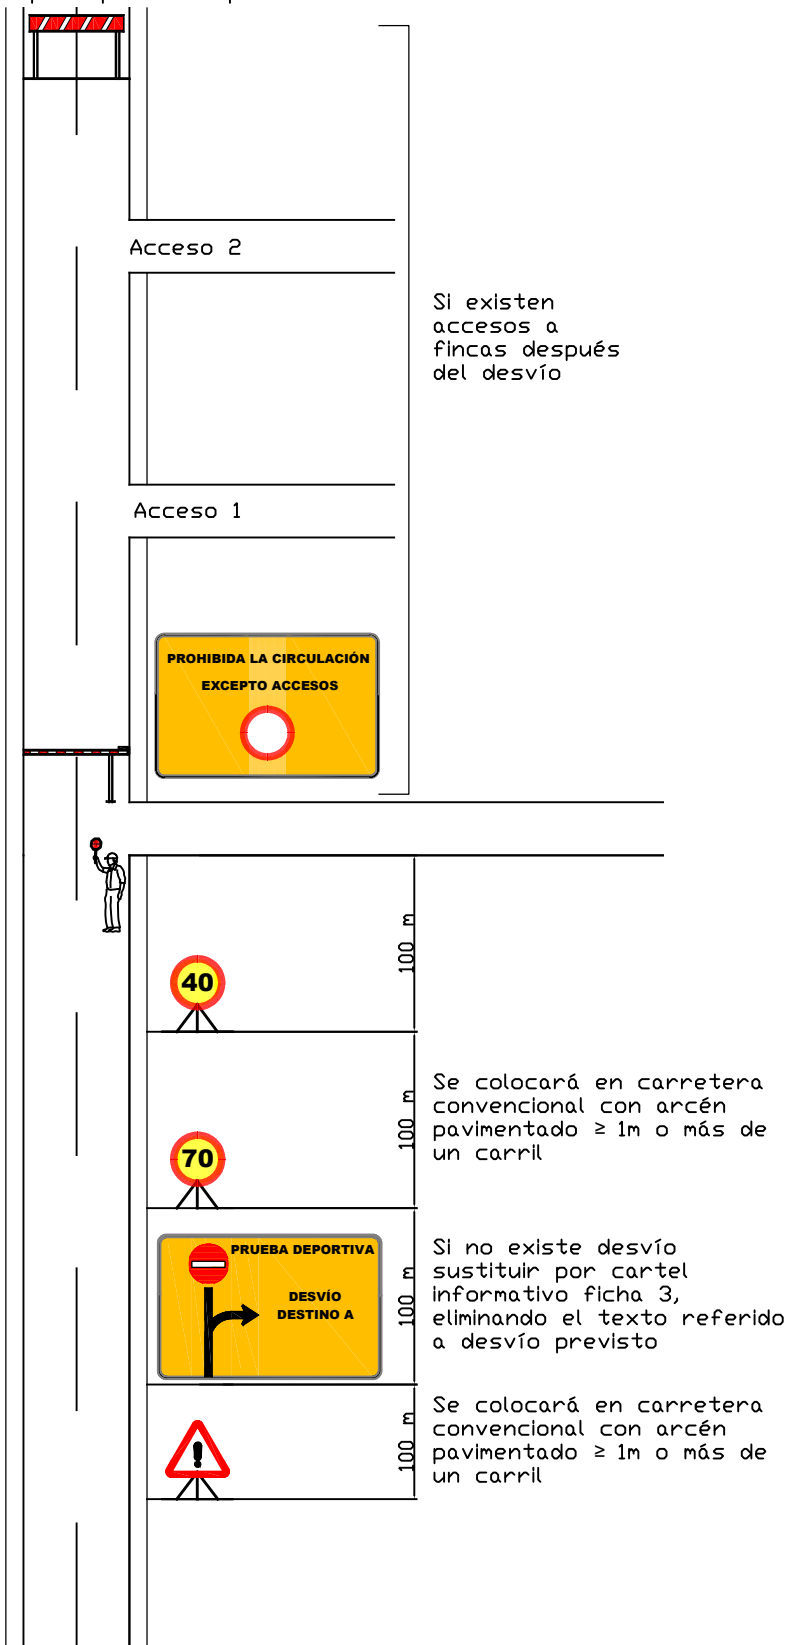 Acceso 2
Si existen
accesos a
fincas después
del desvío
Acceso 1
PROHIBIDA LA CIRCULACIÓN
EXCEPTO ACCESOS
100 m
40
100 m
Se colocará en carretera
convencional con arcén
pavimentado ≥ 1m o más de
un carril
70
PRUEBA DEPORTIVA
DESVÍO
DESTINO A
100 m
Si no existe desvío
sustituir por cartel
informativo ficha 3,
eliminando el texto referido
a desvío previsto
!
100 m
Se colocará en carretera
convencional con arcén
pavimentado ≥ 1m o más de
un carril